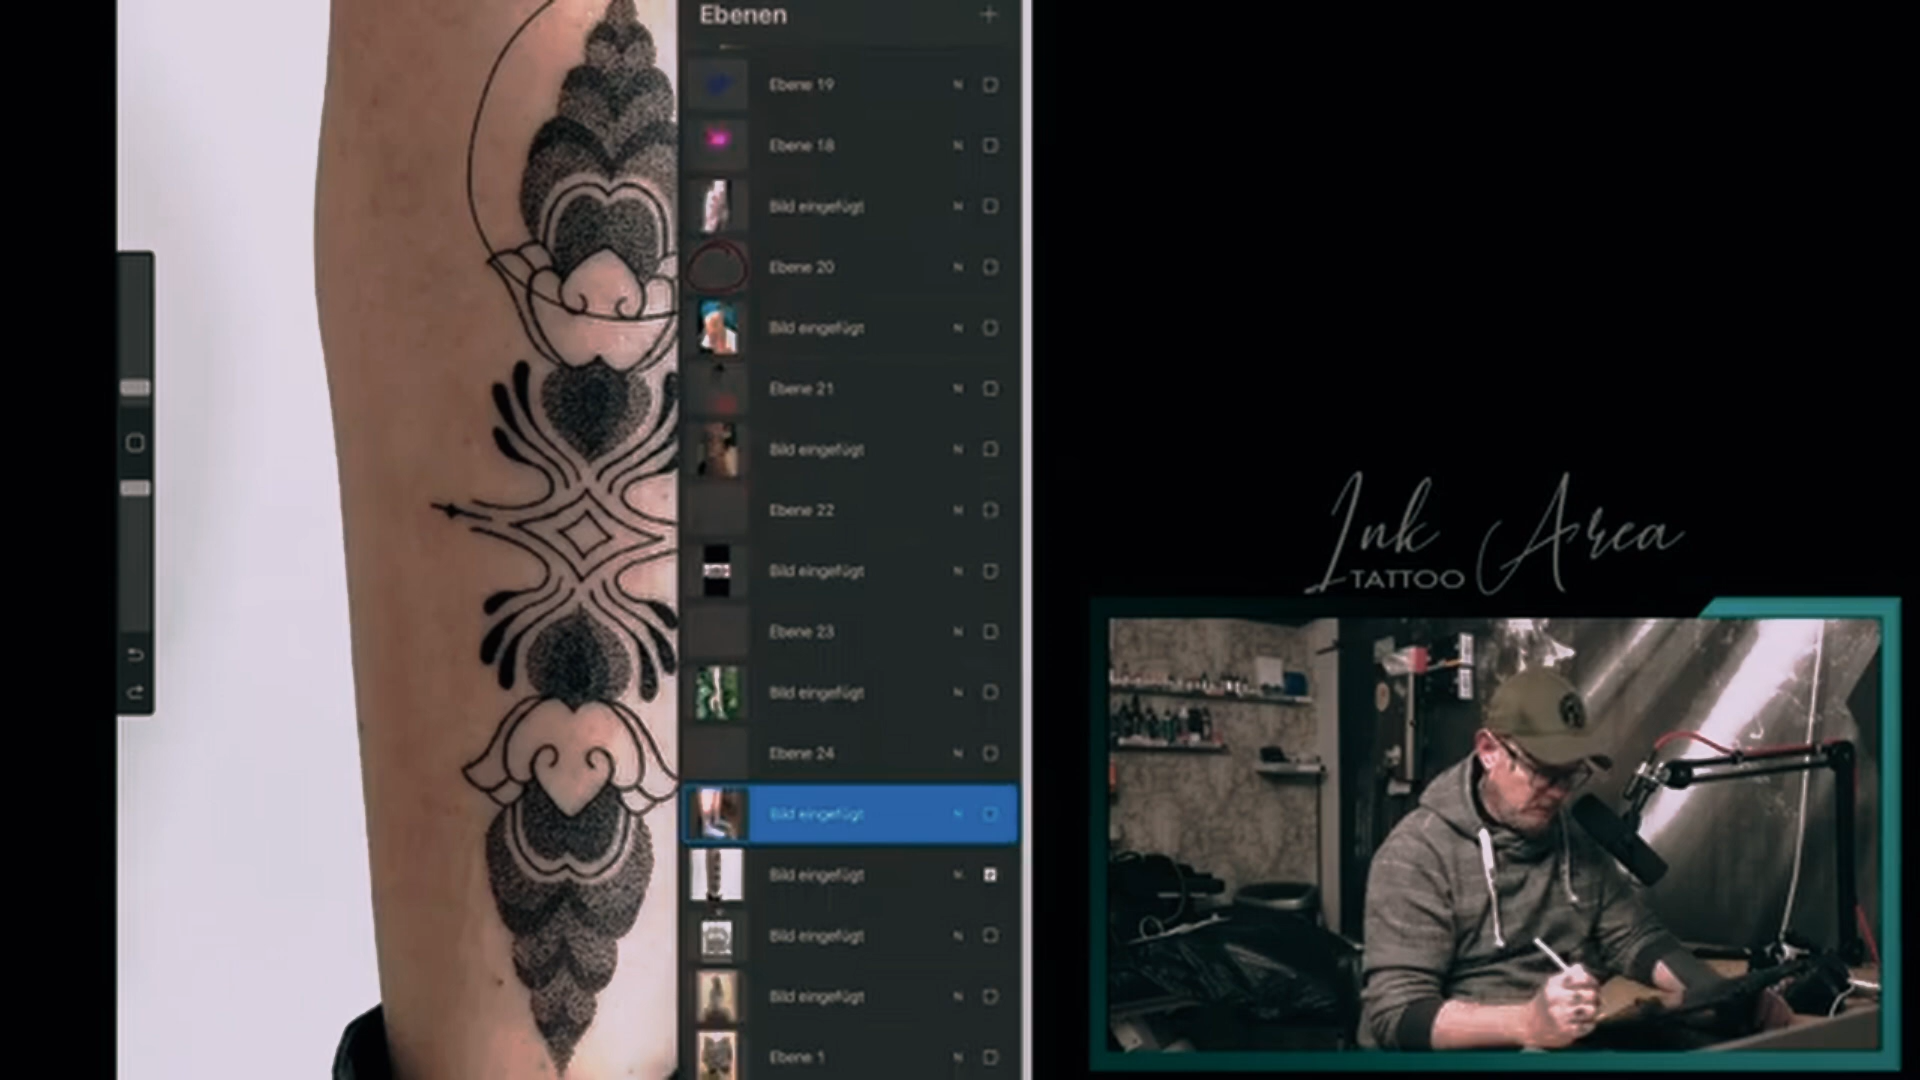 Ebenen
Ebene 19 N
Ebene 18 N
Bild eingefügt N
Ebene 20 N
Bild eingefügt N
Ebene 21 N
Bild eingefügt N
Ebene 22 N
Bild eingefügt N
Ebene 23 N
Bild eingefügt N
Ebene 24 N
Bild eingefügt N
Bild eingefügt N
Bild eingefügt N
Bild eingefügt N
Ebene 1 N
Ink Area
TATTOO